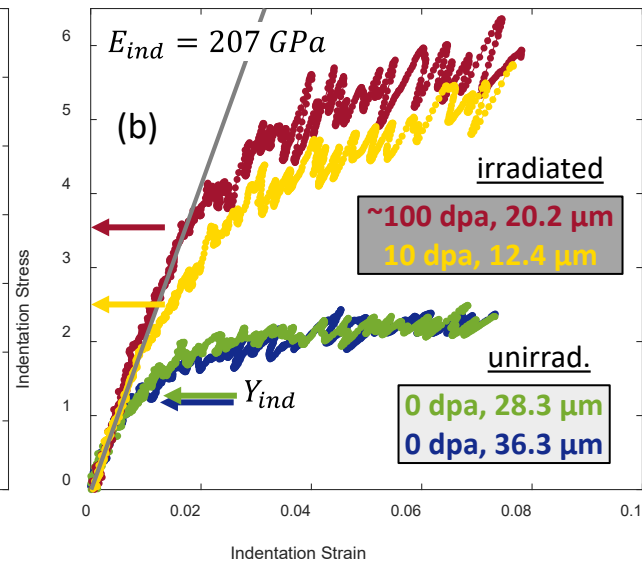 6
E_ind = 207 GPa
5
(b)
irradiated
4
~100 dpa, 20.2 µm
10 dpa, 12.4 µm
3
Indentation Stress
2
unirrad.
Y_ind
0 dpa, 28.3 µm
1
0 dpa, 36.3 µm
0
0 0.02 0.04 0.06 0.08 0.1
Indentation Strain